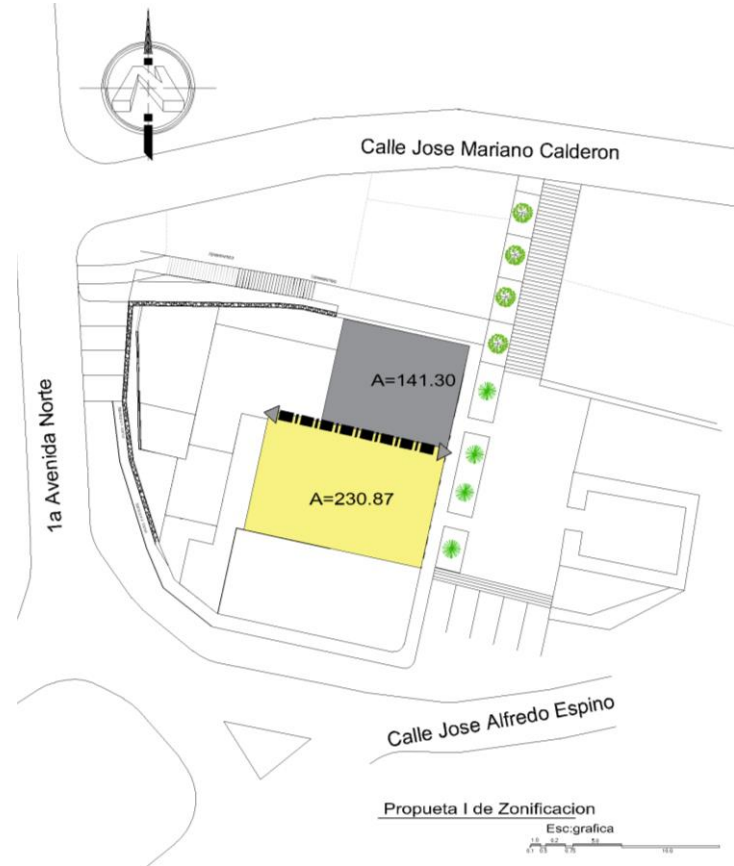 N
Calle Jose Mariano Calderon
A=141.30
1a Avenida Norte
A=230.87
Calle Jose Alfredo Espino
Propueta I de Zonificacion
Esc:grafica